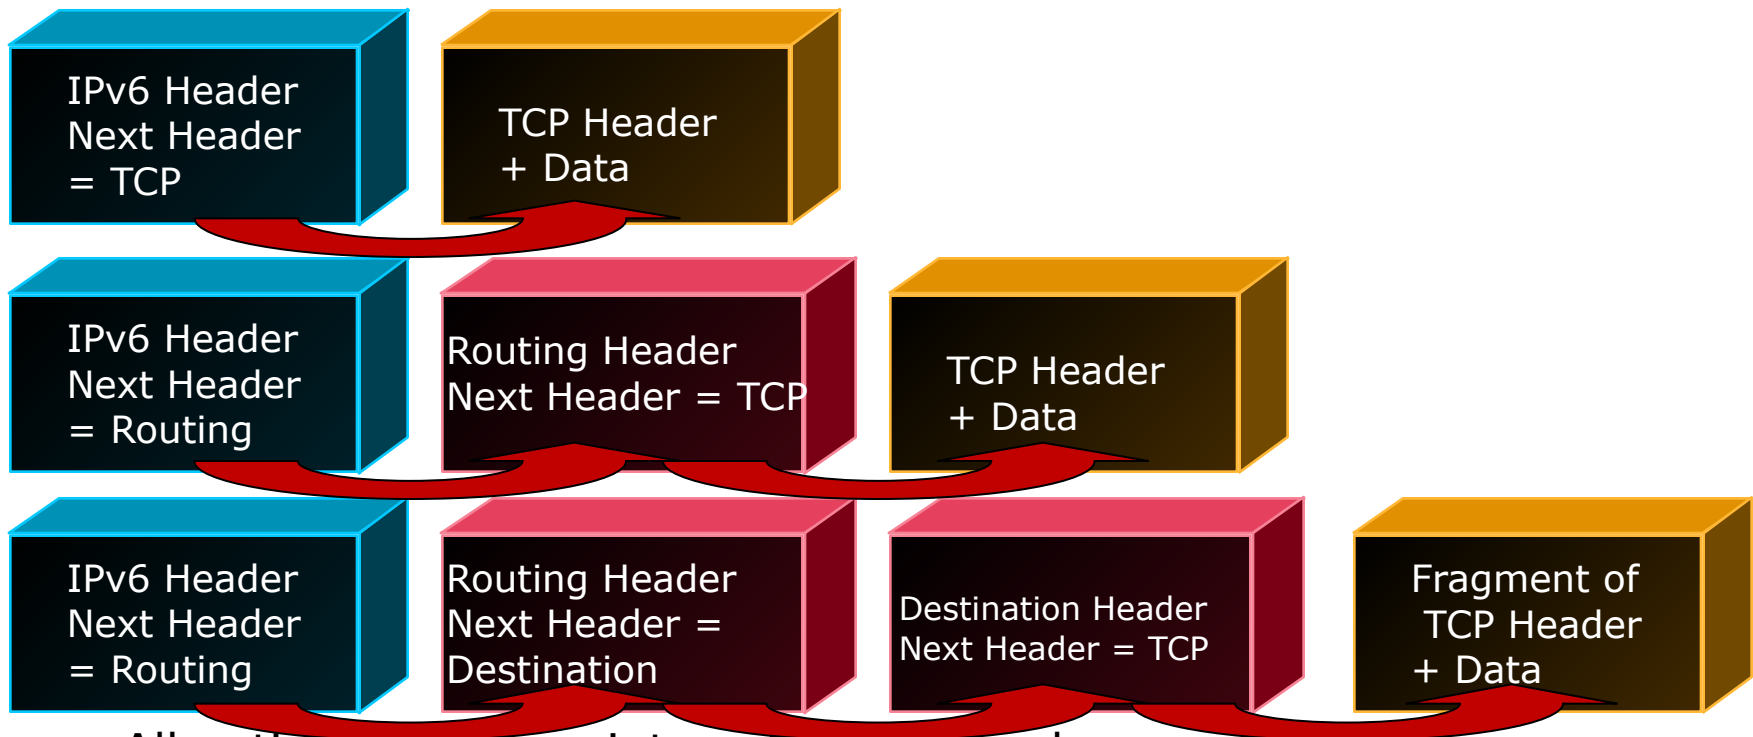 IPv6 Header
Next Header
= TCP
TCP Header
+ Data
IPv6 Header
Next Header
= Routing
Routing Header
Next Header = TCP
TCP Header
+ Data
IPv6 Header
Next Header
= Routing
Routing Header
Next Header =
Destination
Destination Header
Next Header = TCP
Fragment of
TCP Header
+ Data